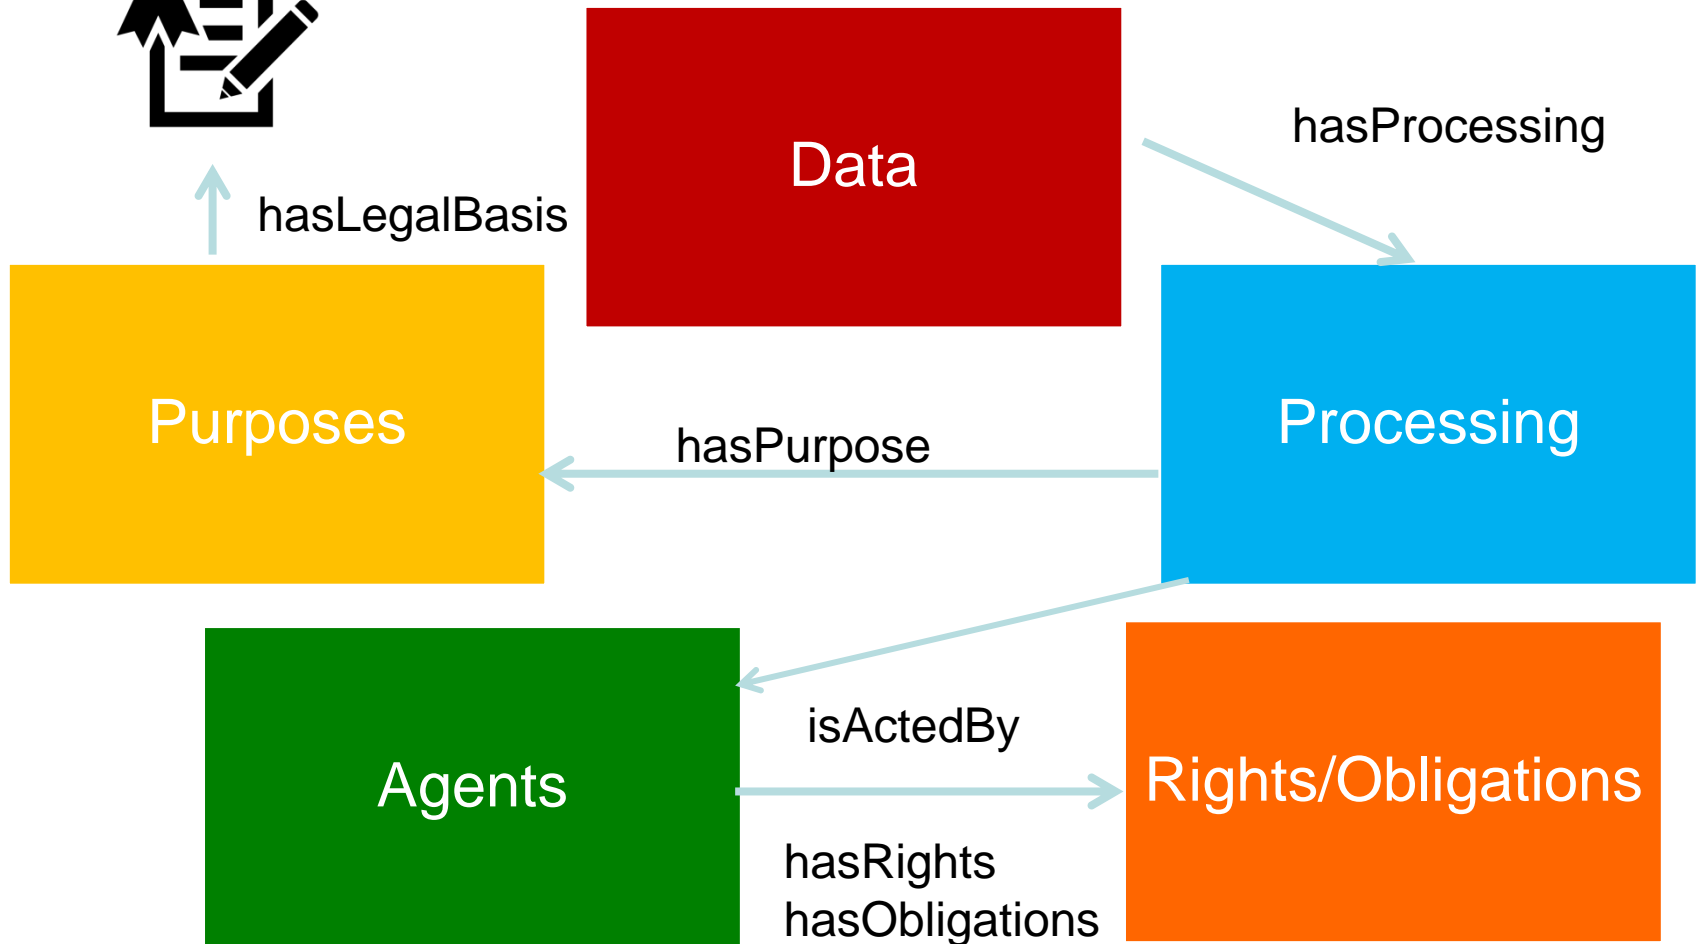 Data
hasProcessing
hasLegalBasis
Purposes
hasPurpose
Processing
isActedBy
Agents
Rights/Obligations
hasRights
hasObligations